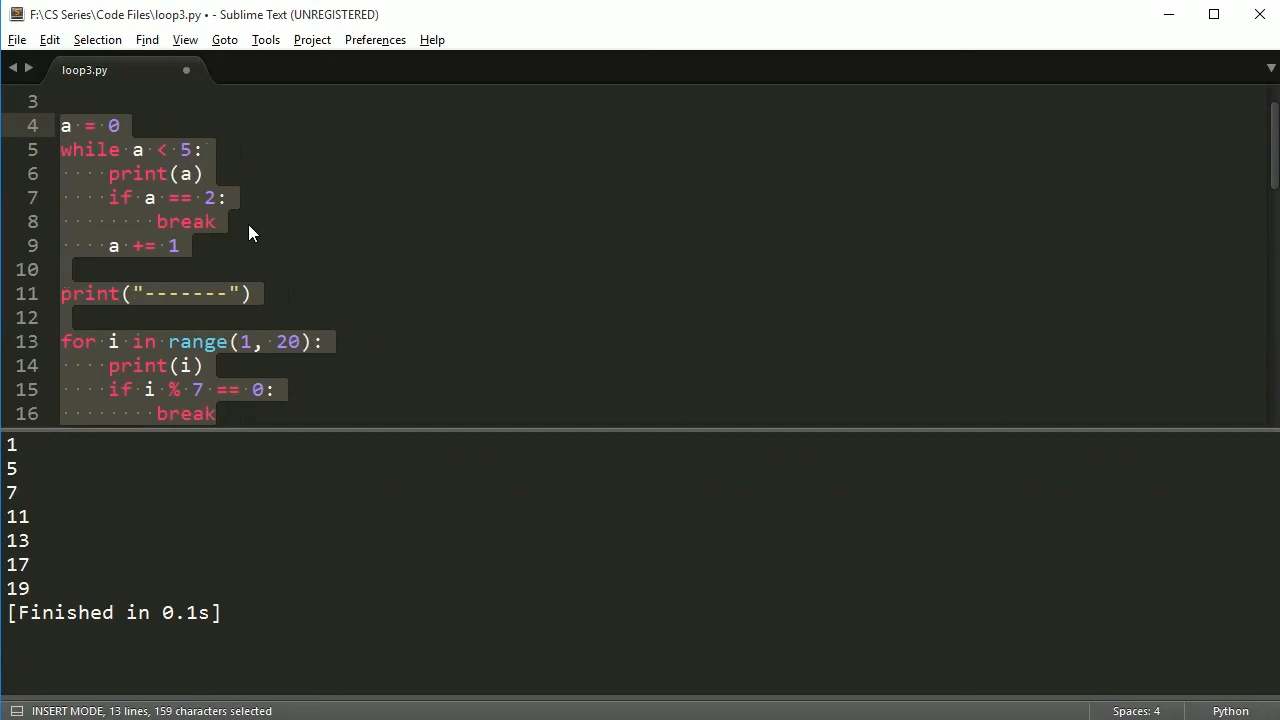 F:\CS Series\Code Files\loop3.py • - Sublime Text (UNREGISTERED)
File Edit Selection Find View Goto Tools Project Preferences Help
loop3.py
3
4 a = 0
5 while a < 5:
6     print(a)
7     if a == 2:
8         break
9     a += 1
10
11 print("-------")
12
13 for i in range(1, 20):
14     print(i)
15     if i % 7 == 0:
16         break
1
5
7
11
13
17
19
[Finished in 0.1s]
INSERT MODE, 13 lines, 159 characters selected Spaces: 4 Python